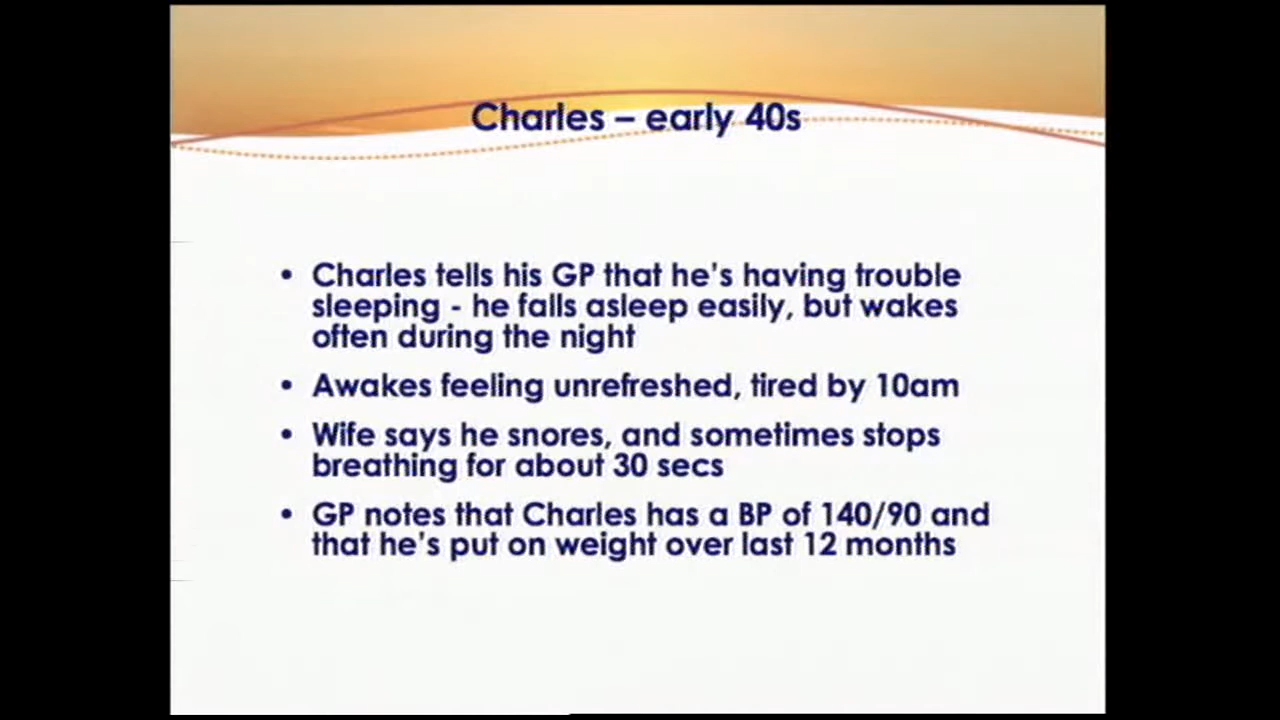 Charles – early 40s
• Charles tells his GP that he's having trouble
sleeping - he falls asleep easily, but wakes
often during the night
• Awakes feeling unrefreshed, tired by 10am
• Wife says he snores, and sometimes stops
breathing for about 30 secs
• GP notes that Charles has a BP of 140/90 and
that he's put on weight over last 12 months